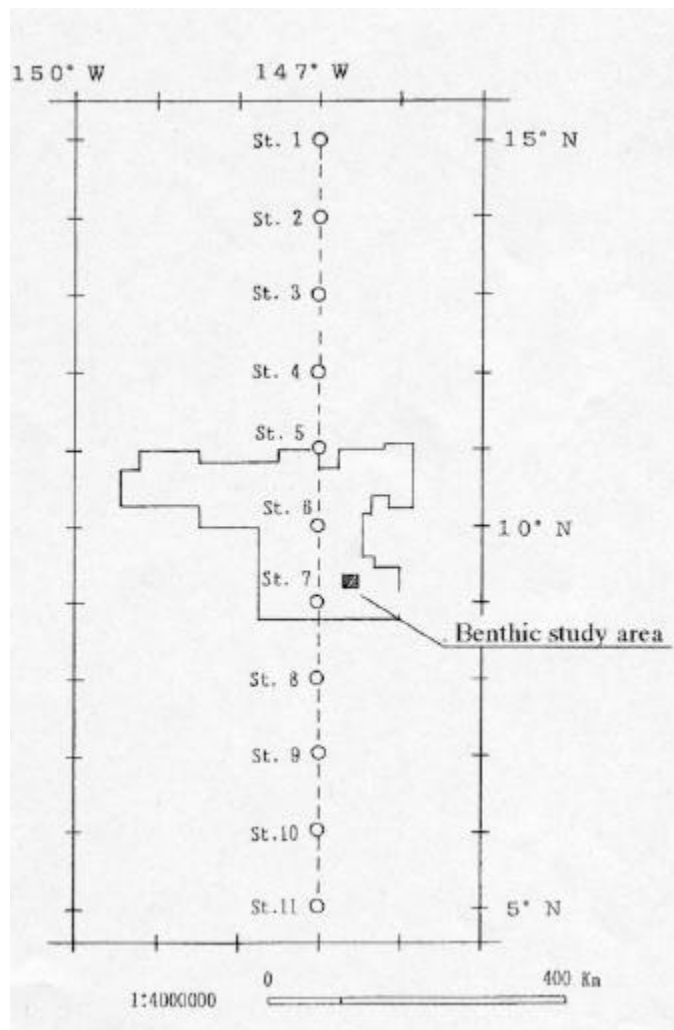 150° W 147° W
St. 1 15° N
St. 2
St. 3
St. 4
St. 5
St. 6 10° N
St. 7
Benthic study area
St. 8
St. 9
St.10
St.11 5° N
0 400 Km
1:4000000